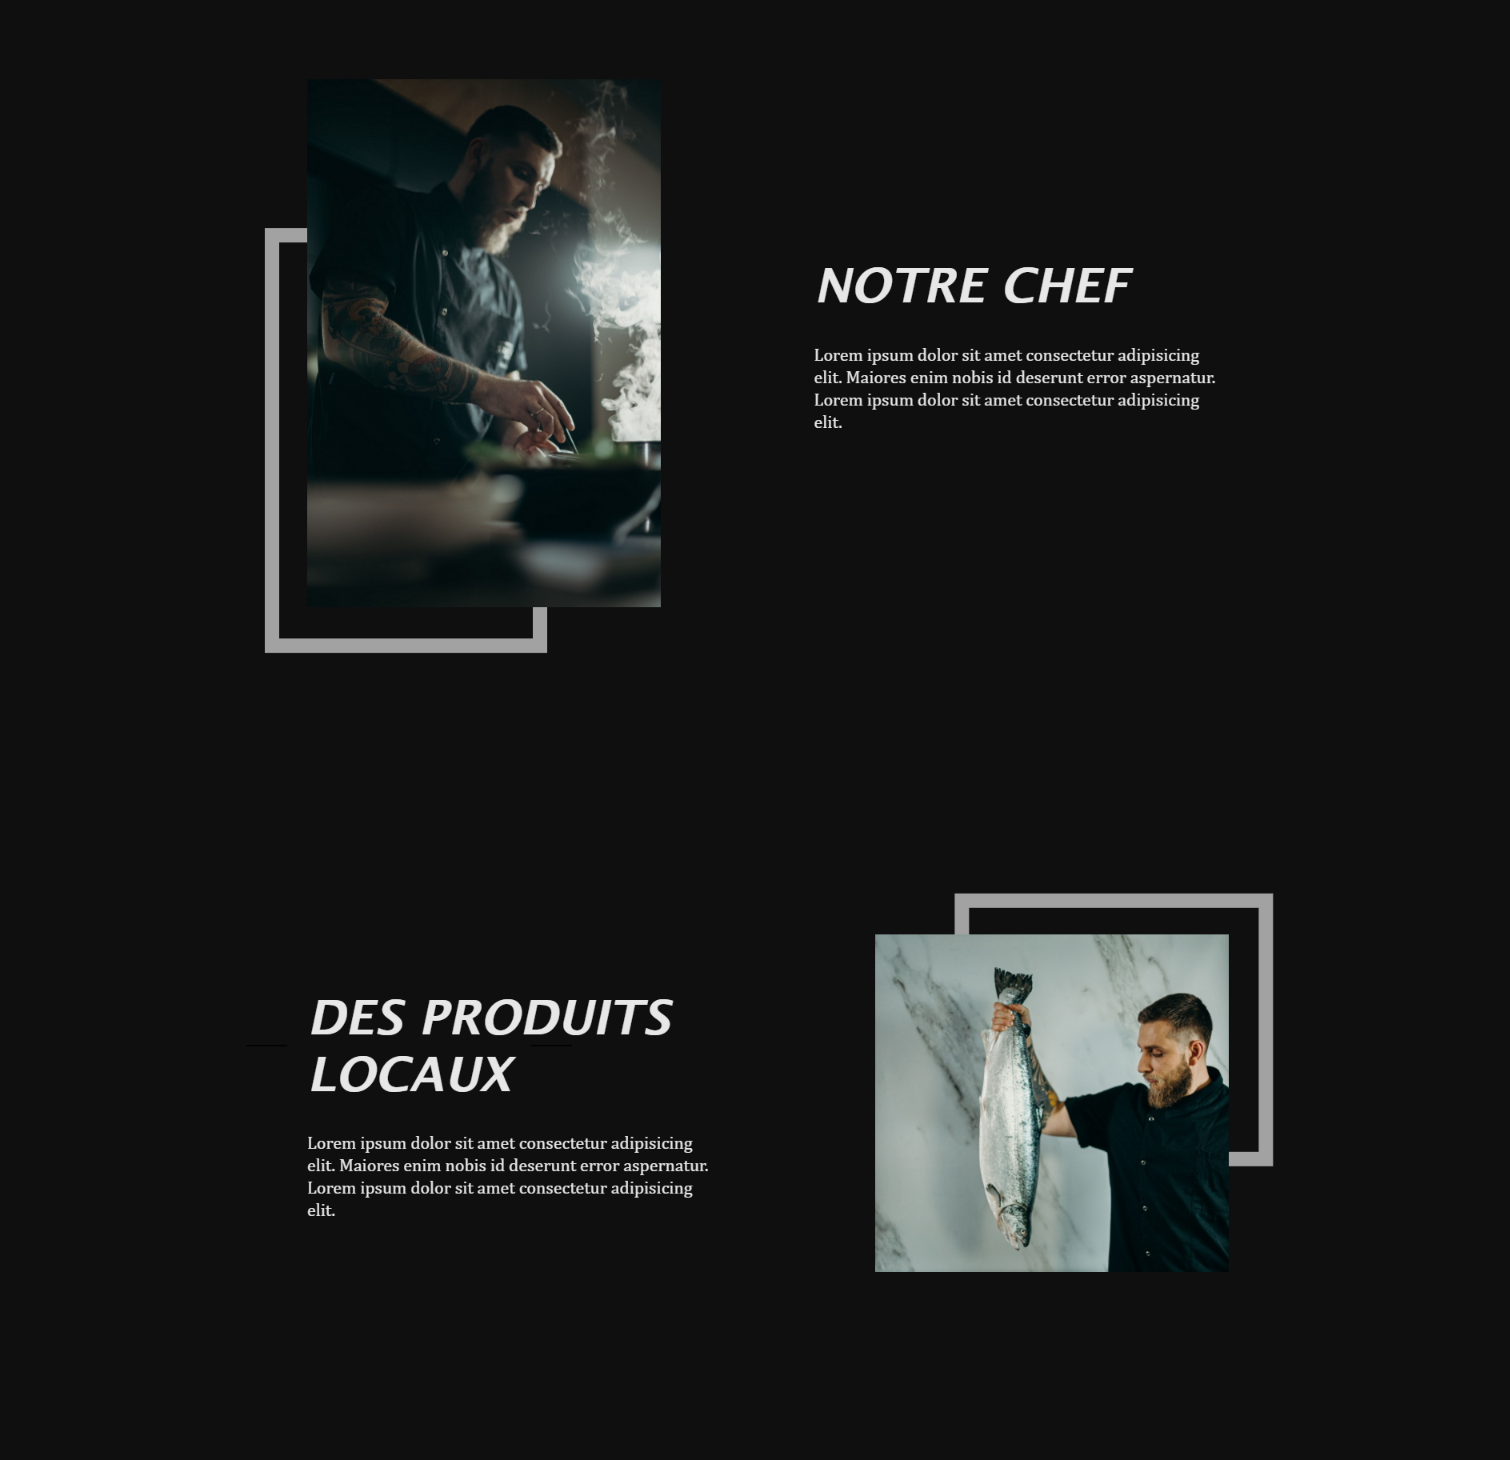 NOTRE CHEF
Lorem ipsum dolor sit amet consectetur adipisicing
elit. Maiores enim nobis id deserunt error aspernatur.
Lorem ipsum dolor sit amet consectetur adipisicing
elit.
DES PRODUITS
LOCAUX
Lorem ipsum dolor sit amet consectetur adipisicing
elit. Maiores enim nobis id deserunt error aspernatur.
Lorem ipsum dolor sit amet consectetur adipisicing
elit.